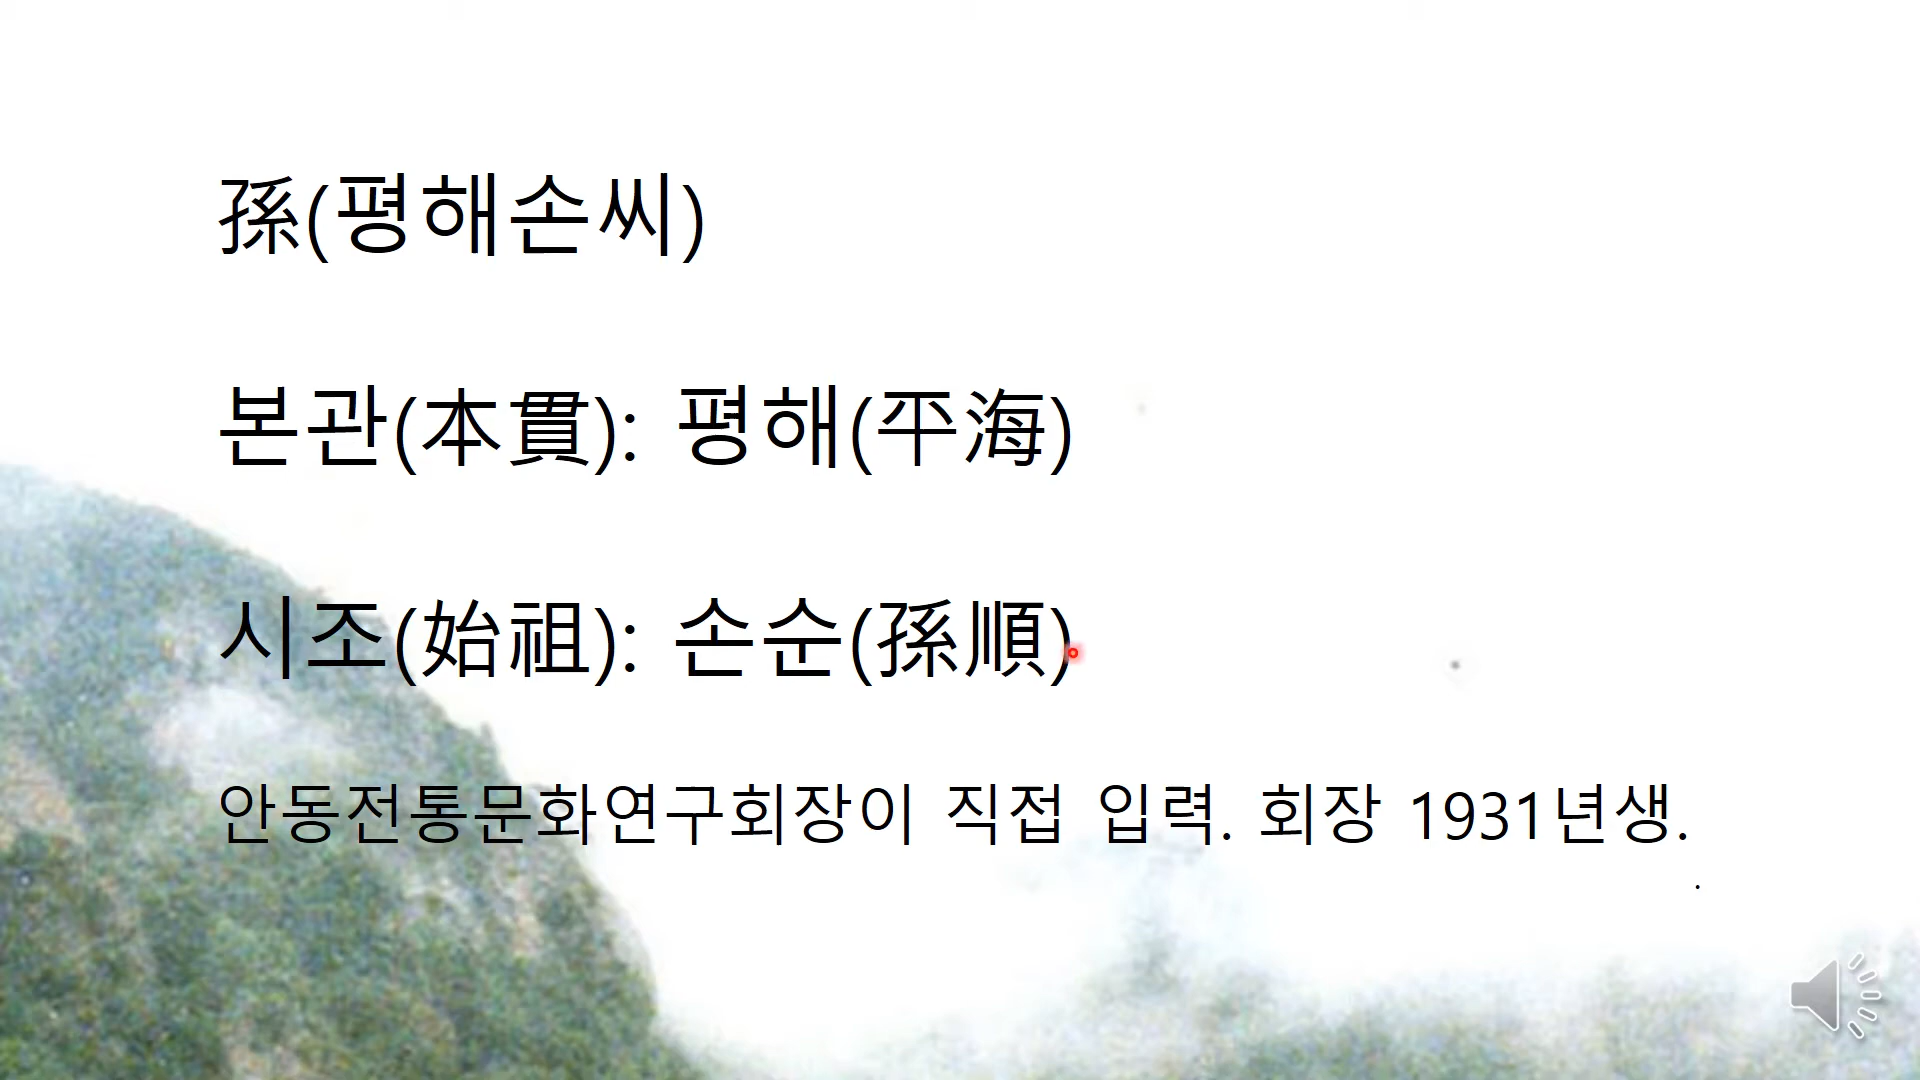 孫(평해손씨)
본관(本貫): 평해(平海)
시조(始祖): 손순(孫順)
안동전통문화연구회장이 직접 입력. 회장 1931년생.
.